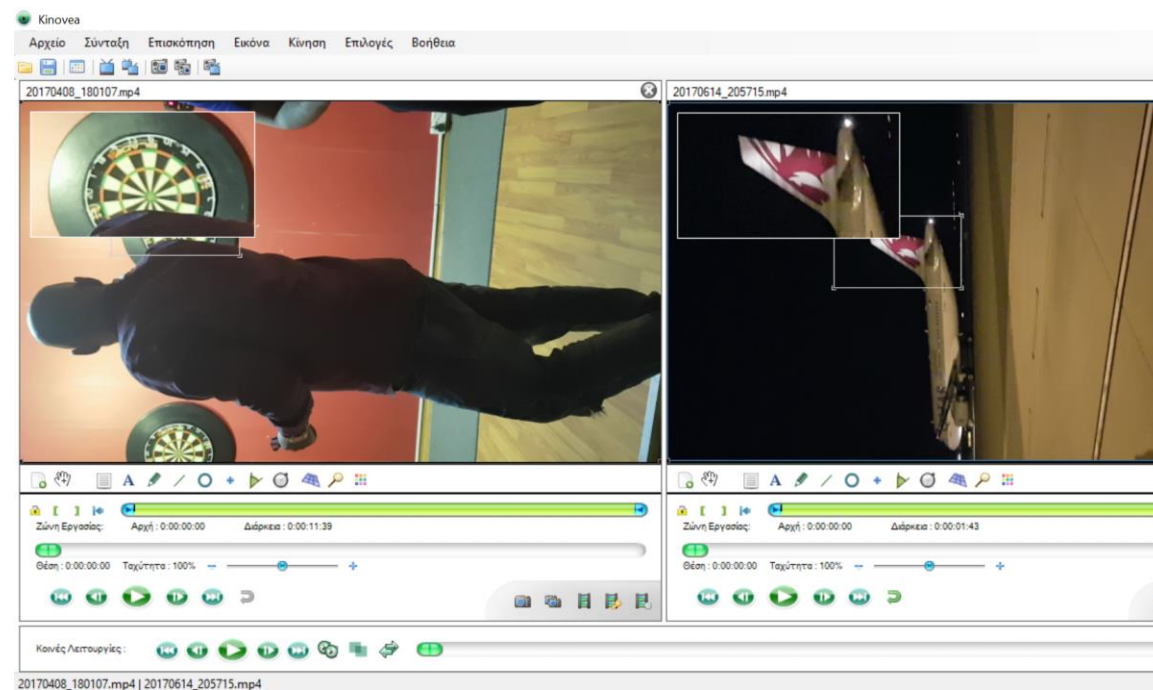 Kinovea
Αρχείο Σύνταξη Επισκόπηση Εικόνα Κίνηση Επιλογές Βοήθεια
20170408_180107.mp4
20170614_205715.mp4
Ζώνη Εργασίας: Αρχή : 0:00:00:00 Διάρκεια : 0:00:11:39
Θέση : 0:00:00:00 Ταχύτητα : 100%
Ζώνη Εργασίας: Αρχή : 0:00:00:00 Διάρκεια : 0:00:01:43
Θέση : 0:00:00:00 Ταχύτητα : 100%
Κοινές Λειτουργίες :
20170408_180107.mp4 | 20170614_205715.mp4